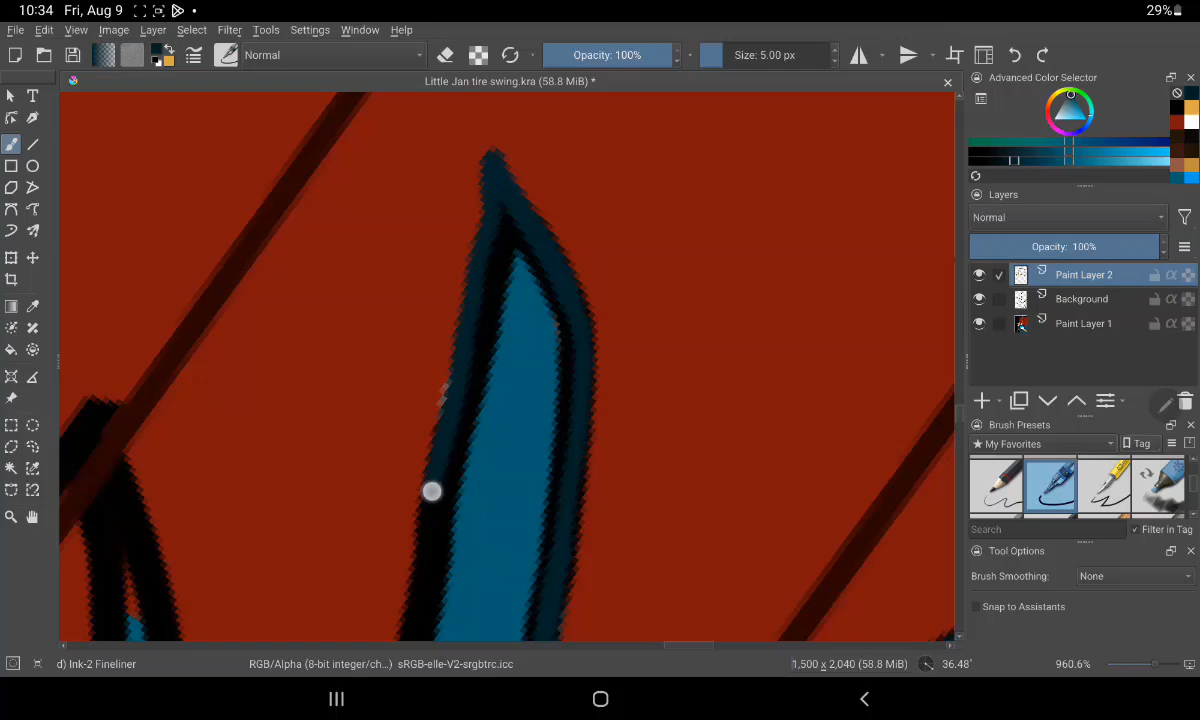 10:34 Fri, Aug 9
29%
File Edit View Image Layer Select Filter Tools Settings Window Help
Normal
Opacity: 100%
Size: 5.00 px
Little Jan tire swing.kra (58.8 MiB) *
Advanced Color Selector
Layers
Normal
Opacity: 100%
Paint Layer 2
Background
Paint Layer 1
Brush Presets
★ My Favorites
Tag
Search
Filter in Tag
Tool Options
Brush Smoothing: None
Snap to Assistants
d) Ink-2 Fineliner
RGB/Alpha (8-bit integer/ch...) sRGB-elle-V2-srgbtrc.icc
1,500 x 2,040 (58.8 MiB)
36.48°
960.6%